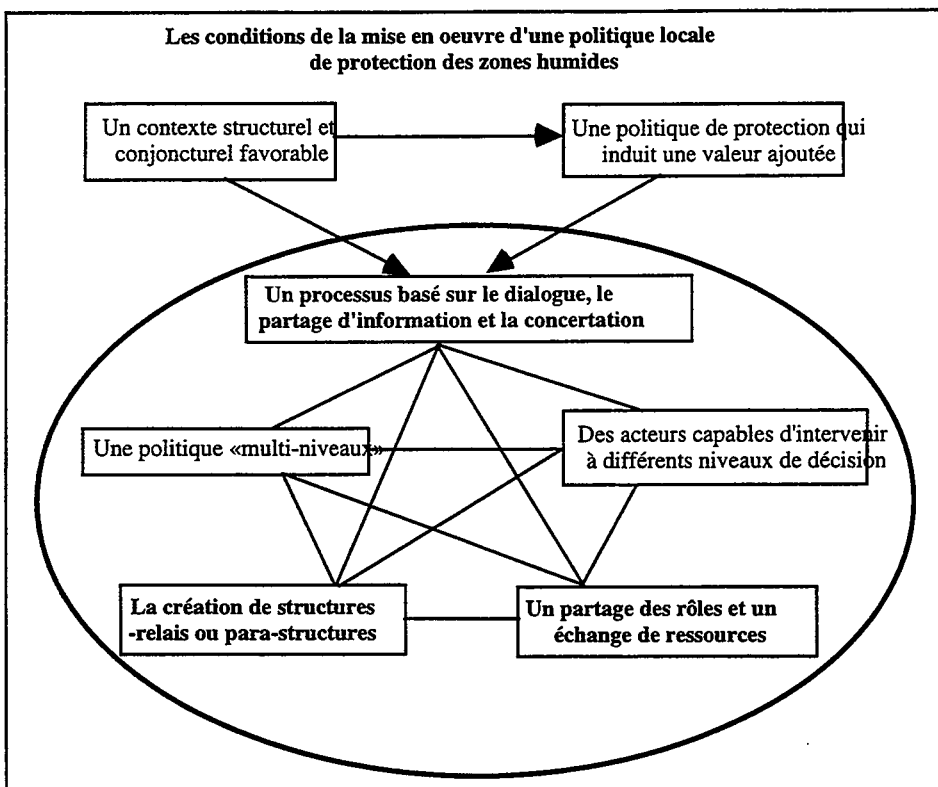 Les conditions de la mise en oeuvre d'une politique locale
de protection des zones humides
Un contexte structurel et
conjoncturel favorable
Une politique de protection qui
induit une valeur ajoutée
Un processus basé sur le dialogue, le
partage d'information et la concertation
Une politique «multi-niveaux»
Des acteurs capables d'intervenir
à différents niveaux de décision
La création de structures
-relais ou para-structures
Un partage des rôles et un
échange de ressources